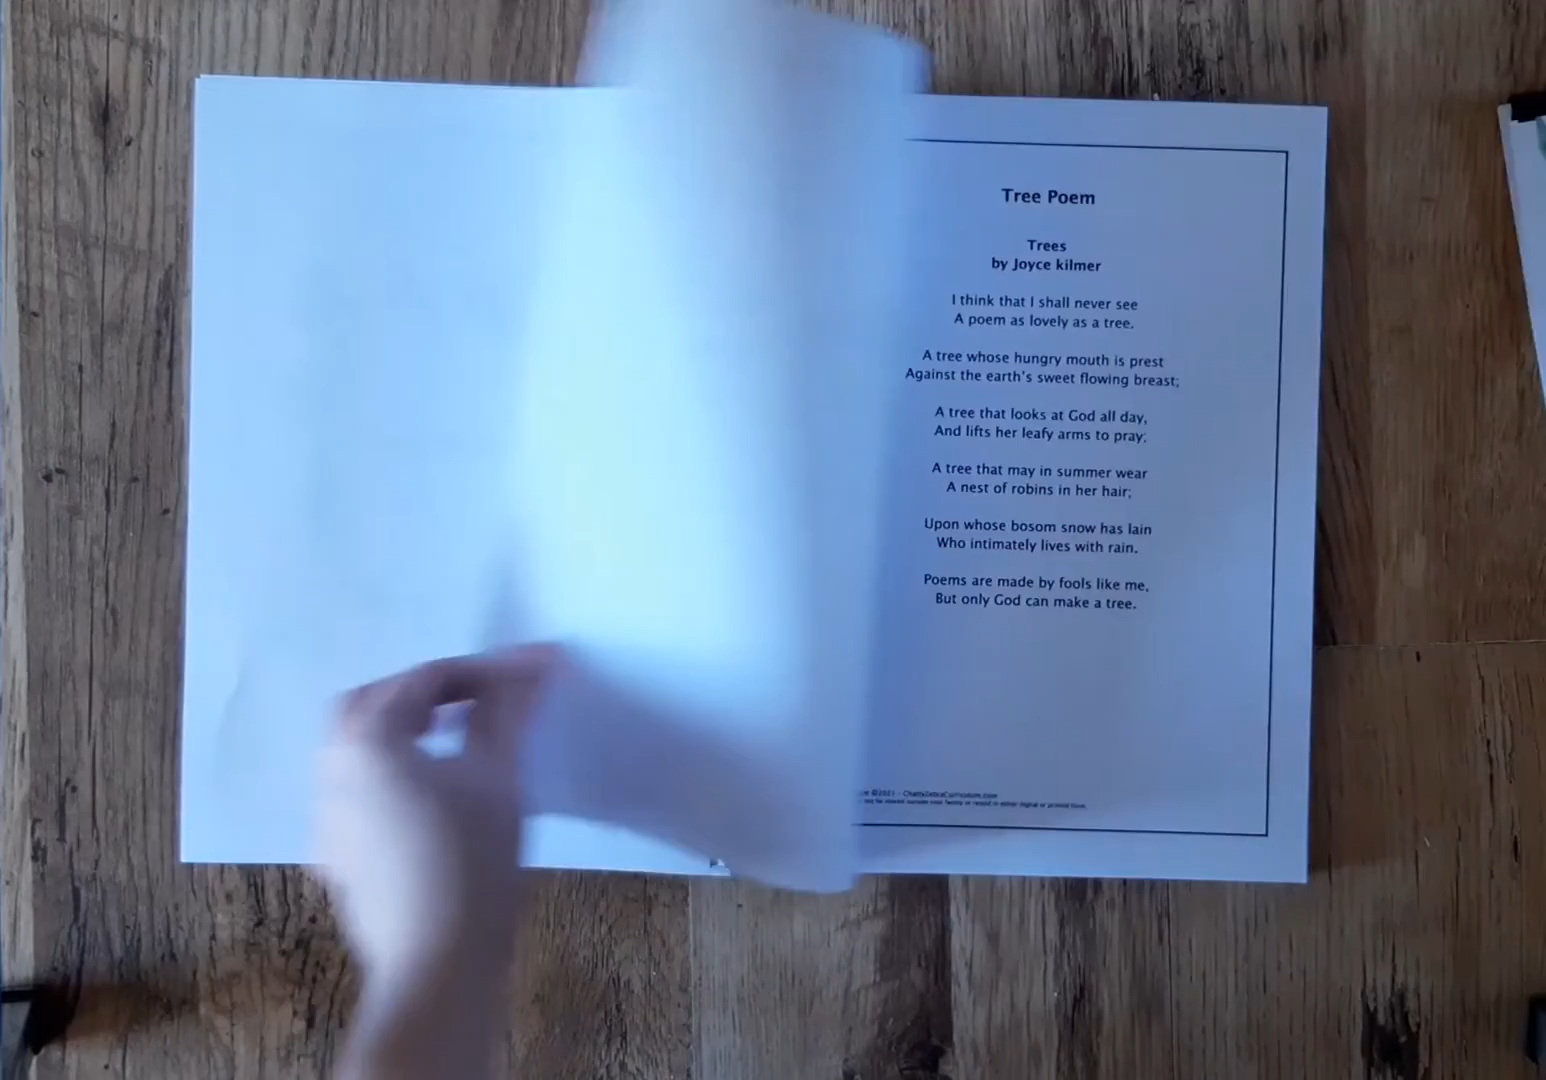 Tree Poem
Trees
by Joyce kilmer
I think that I shall never see
A poem as lovely as a tree.
A tree whose hungry mouth is prest
Against the earth's sweet flowing breast;
A tree that looks at God all day,
And lifts her leafy arms to pray;
A tree that may in summer wear
A nest of robins in her hair;
Upon whose bosom snow has lain
Who intimately lives with rain.
Poems are made by fools like me,
But only God can make a tree.
©2021 - ChattyZebraCurriculum.com